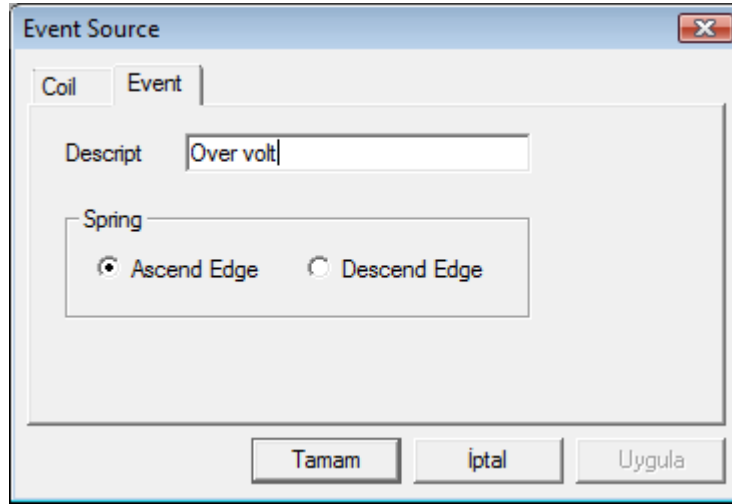 Event Source
Coil Event
Descript Over volt
Spring
Ascend Edge Descend Edge
Tamam İptal Uygula